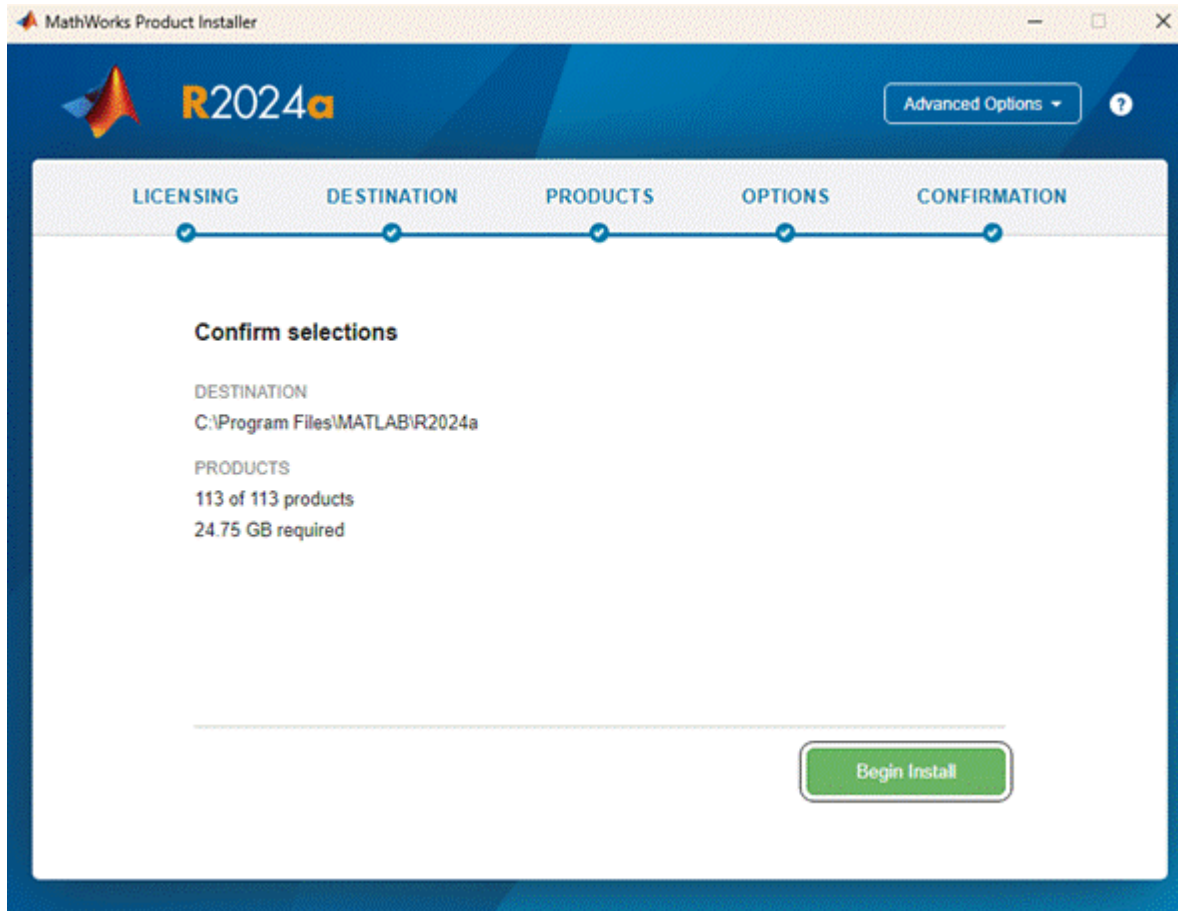 MathWorks Product Installer
R2024a
Advanced Options
?
LICENSING DESTINATION PRODUCTS OPTIONS CONFIRMATION
Confirm selections
DESTINATION
C:\Program Files\MATLAB\R2024a
PRODUCTS
113 of 113 products
24.75 GB required
Begin Install